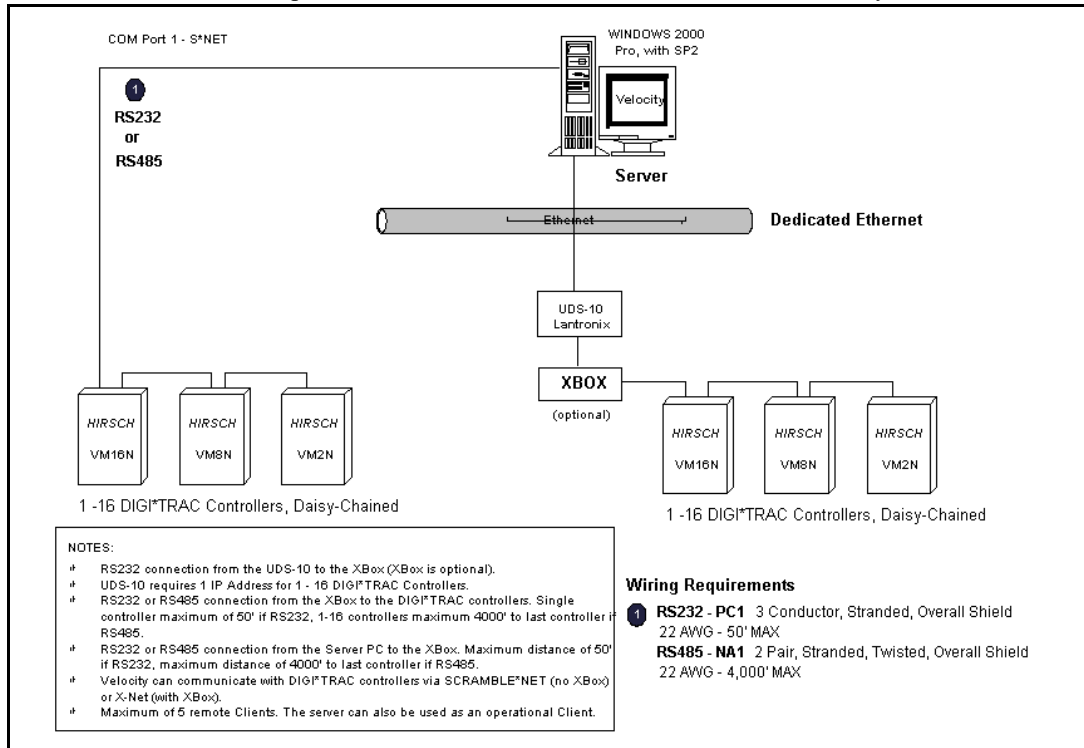 COM Port 1 - S*NET
WINDOWS 2000
Pro, with SP2
1
RS232
or
RS485
Velocity
Server
Ethernet
Dedicated Ethernet
UDS-10
Lantronix
XBOX
(optional)
HIRSCH
VM16N
HIRSCH
VM8N
HIRSCH
VM2N
HIRSCH
VM16N
HIRSCH
VM8N
HIRSCH
VM2N
1 -16 DIGI*TRAC Controllers, Daisy-Chained
1 -16 DIGI*TRAC Controllers, Daisy-Chained
NOTES:
RS232 connection from the UDS-10 to the XBox (XBox is optional).
UDS-10 requires 1 IP Address for 1 - 16 DIGI*TRAC Controllers.
RS232 or RS485 connection from the XBox to the DIGI*TRAC controllers. Single
controller maximum of 50' if RS232, 1-16 controllers maximum 4000' to last controller if
RS485.
RS232 or RS485 connection from the Server PC to the XBox. Maximum distance of 50'
if RS232, maximum distance of 4000' to last controller if RS485.
Velocity can communicate with DIGI*TRAC controllers via SCRAMBLE*NET (no XBox)
or X-Net (with XBox).
Maximum of 5 remote Clients. The server can also be used as an operational Client.
Wiring Requirements
1 RS232 - PC1 3 Conductor, Stranded, Overall Shield
22 AWG - 50' MAX
RS485 - NA1 2 Pair, Stranded, Twisted, Overall Shield
22 AWG - 4,000' MAX